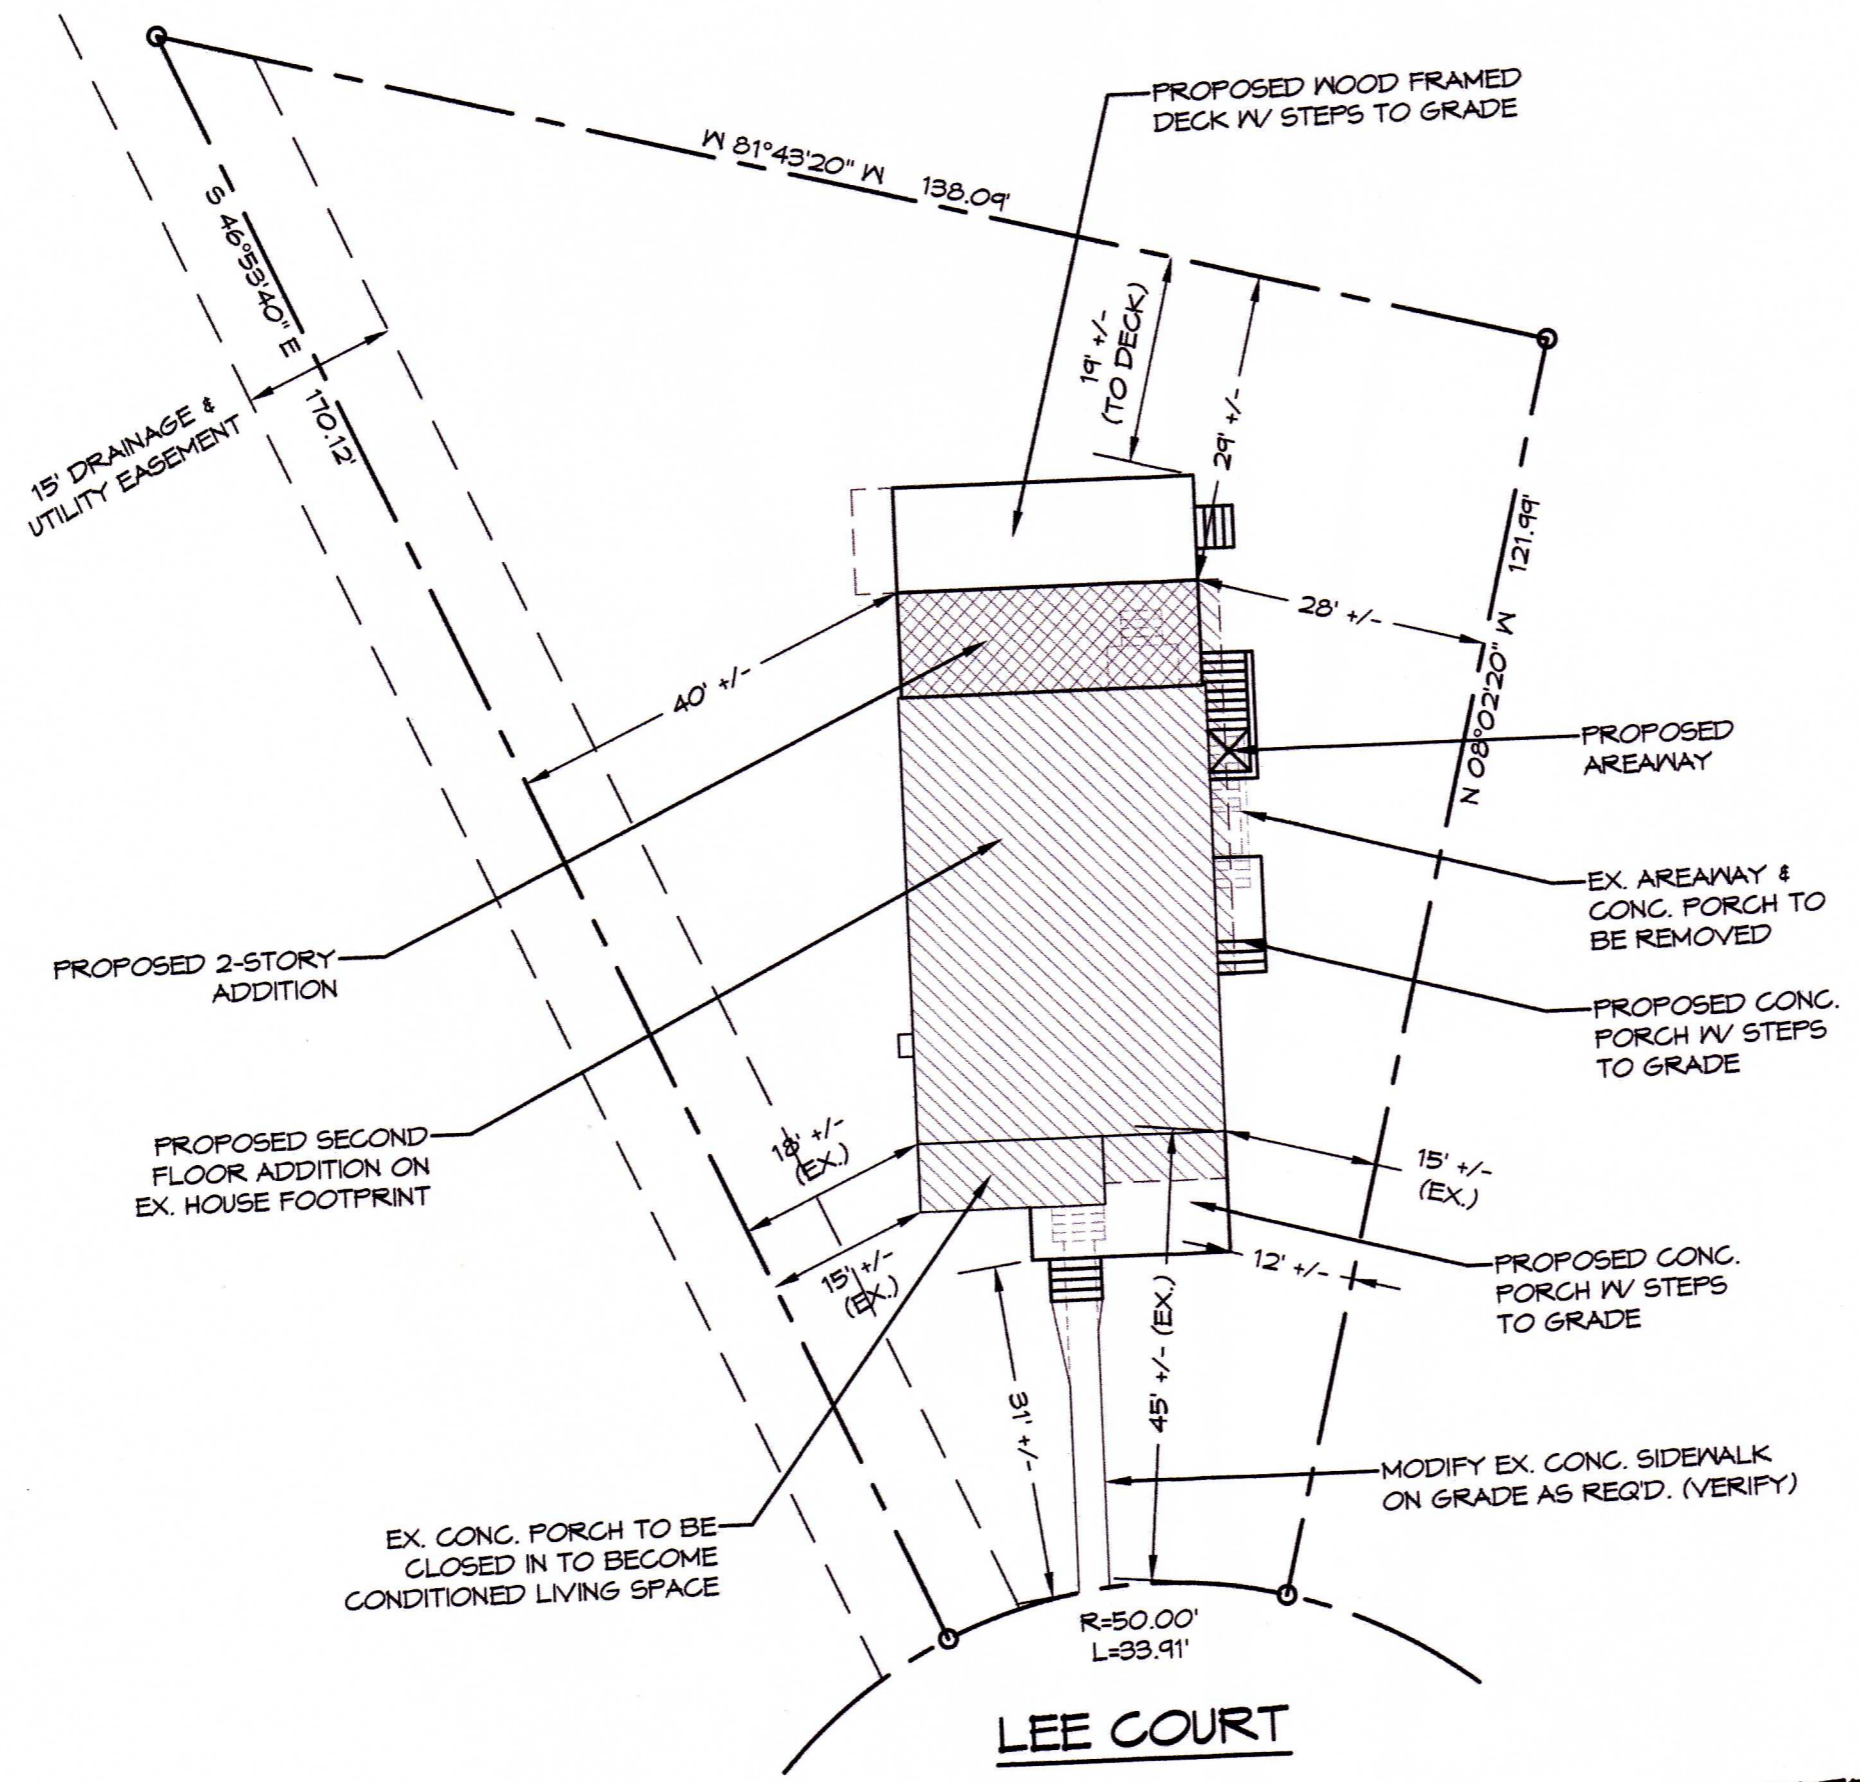 PROPOSED WOOD FRAMED
DECK W/ STEPS TO GRADE
W 81°43'20" W 138.09'
S 46°53'40" E 170.12'
19' +/-
(TO DECK)
29' +/-
121.99'
N 08°02'20" W
28' +/-
15' DRAINAGE &
UTILITY EASEMENT
40' +/-
PROPOSED
AREAWAY
EX. AREAWAY &
CONC. PORCH TO
BE REMOVED
PROPOSED 2-STORY
ADDITION
PROPOSED CONC.
PORCH W/ STEPS
TO GRADE
PROPOSED SECOND
FLOOR ADDITION ON
EX. HOUSE FOOTPRINT
18' +/-
(EX.)
15' +/-
(EX.)
15' +/-
(EX.)
12' +/-
PROPOSED CONC.
PORCH W/ STEPS
TO GRADE
31' +/-
45' +/- (EX.)
MODIFY EX. CONC. SIDEWALK
ON GRADE AS REQ'D. (VERIFY)
EX. CONC. PORCH TO BE
CLOSED IN TO BECOME
CONDITIONED LIVING SPACE
R=50.00'
L=33.91'
LEE COURT